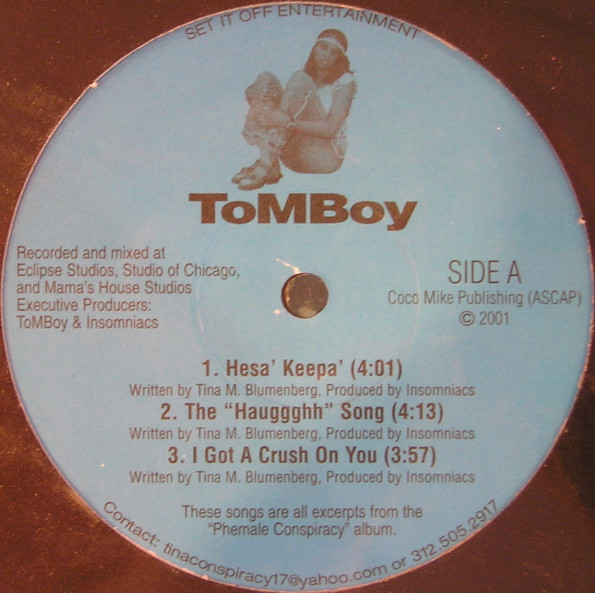 SET IT OFF ENTERTAINMENT
ToMBoy
Recorded and mixed at
Eclipse Studios, Studio of Chicago,
and Mama's House Studios
Executive Producers:
ToMBoy & Insomniacs
SIDE A
Coco Mike Publishing (ASCAP)
© 2001
1. Hesa' Keepa' (4:01)
Written by Tina M. Blumenberg, Produced by Insomniacs
2. The "Hauggghh" Song (4:13)
Written by Tina M. Blumenberg, Produced by Insomniacs
3. I Got A Crush On You (3:57)
Written by Tina M. Blumenberg, Produced by Insomniacs
These songs are all excerpts from the
"Phemale Conspiracy" album.
Contact: tinaconspiracy17@yahoo.com or 312.505.2917